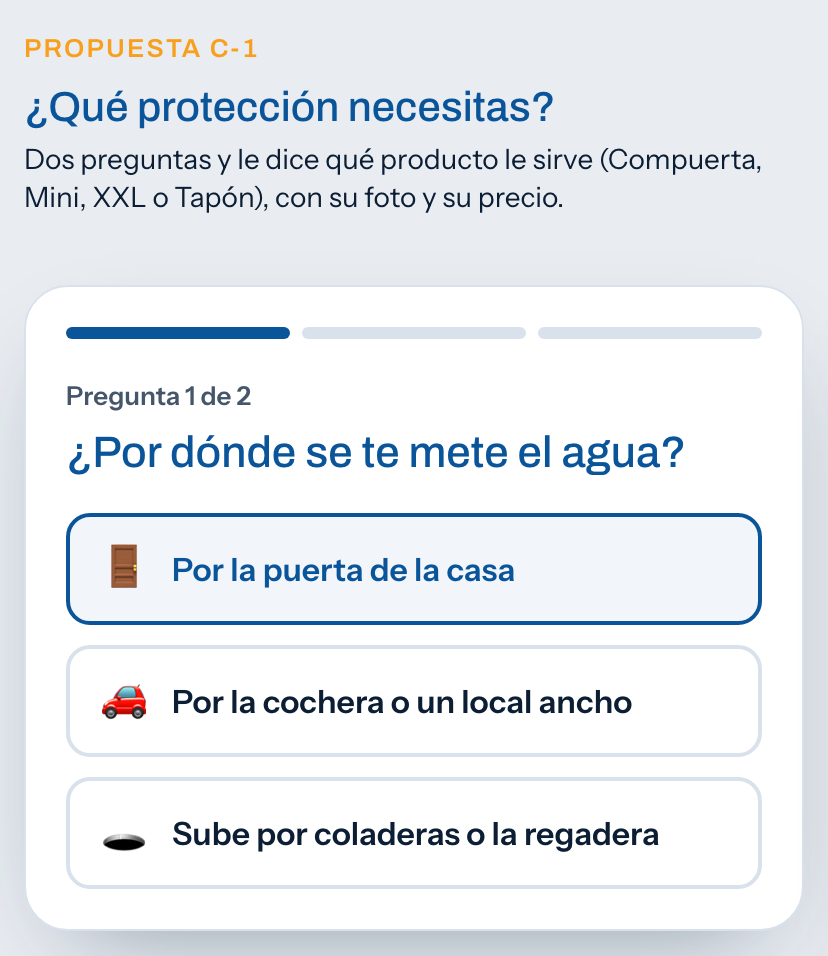 PROPUESTA C-1
¿Qué protección necesitas?
Dos preguntas y le dice qué producto le sirve (Compuerta,
Mini, XXL o Tapón), con su foto y su precio.
Pregunta 1 de 2
¿Por dónde se te mete el agua?
Por la puerta de la casa
Por la cochera o un local ancho
Sube por coladeras o la regadera